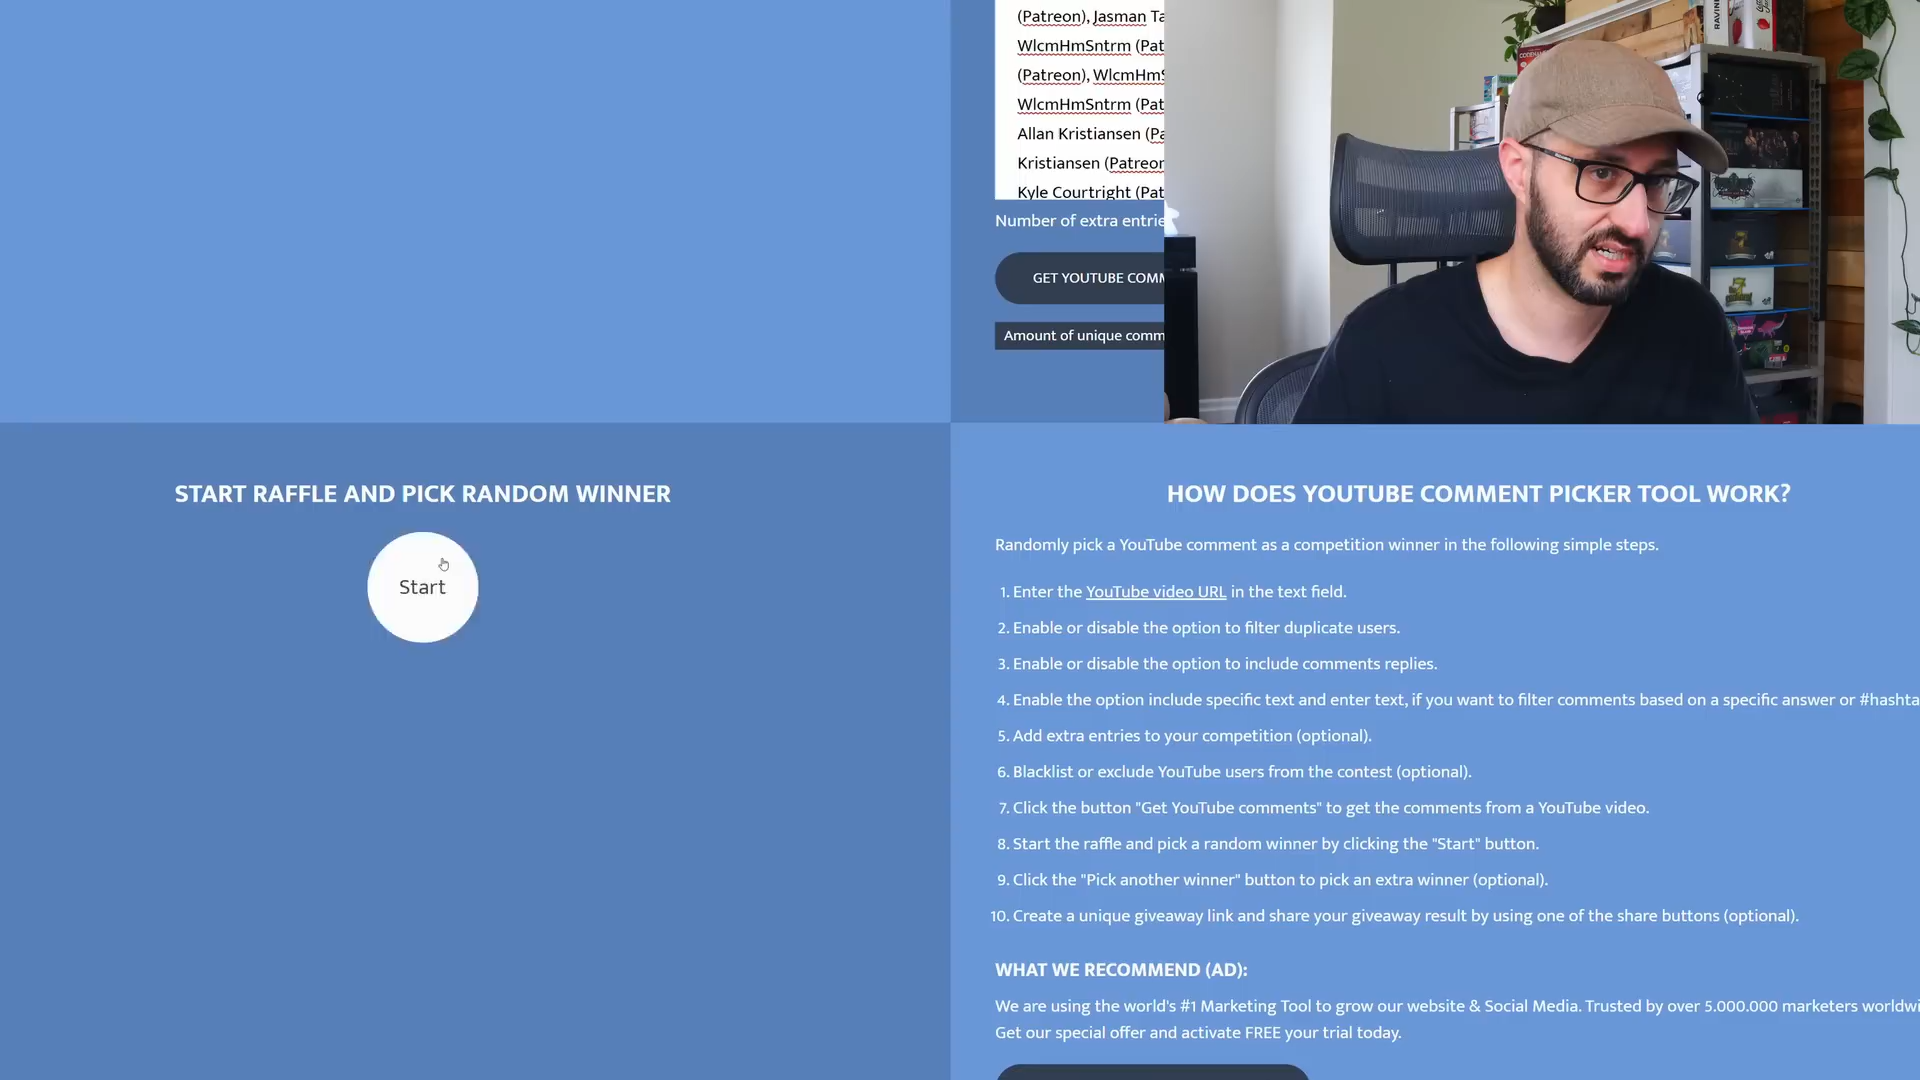 (Patreon), Jasman Ta
WlcmHmSntrm (Pat
(Patreon), WlcmHmS
WlcmHmSntrm (Pat
Allan Kristiansen (Pa
Kristiansen (Patreon
Kyle Courtright (Pat
Number of extra entrie
GET YOUTUBE COMM
Amount of unique comm
RAVINE
START RAFFLE AND PICK RANDOM WINNER
Start
HOW DOES YOUTUBE COMMENT PICKER TOOL WORK?
Randomly pick a YouTube comment as a competition winner in the following simple steps.
1. Enter the YouTube video URL in the text field.
2. Enable or disable the option to filter duplicate users.
3. Enable or disable the option to include comments replies.
4. Enable the option include specific text and enter text, if you want to filter comments based on a specific answer or #hashta
5. Add extra entries to your competition (optional).
6. Blacklist or exclude YouTube users from the contest (optional).
7. Click the button "Get YouTube comments" to get the comments from a YouTube video.
8. Start the raffle and pick a random winner by clicking the "Start" button.
9. Click the "Pick another winner" button to pick an extra winner (optional).
10. Create a unique giveaway link and share your giveaway result by using one of the share buttons (optional).
WHAT WE RECOMMEND (AD):
We are using the world's #1 Marketing Tool to grow our website & Social Media. Trusted by over 5.000.000 marketers worldwi
Get our special offer and activate FREE your trial today.